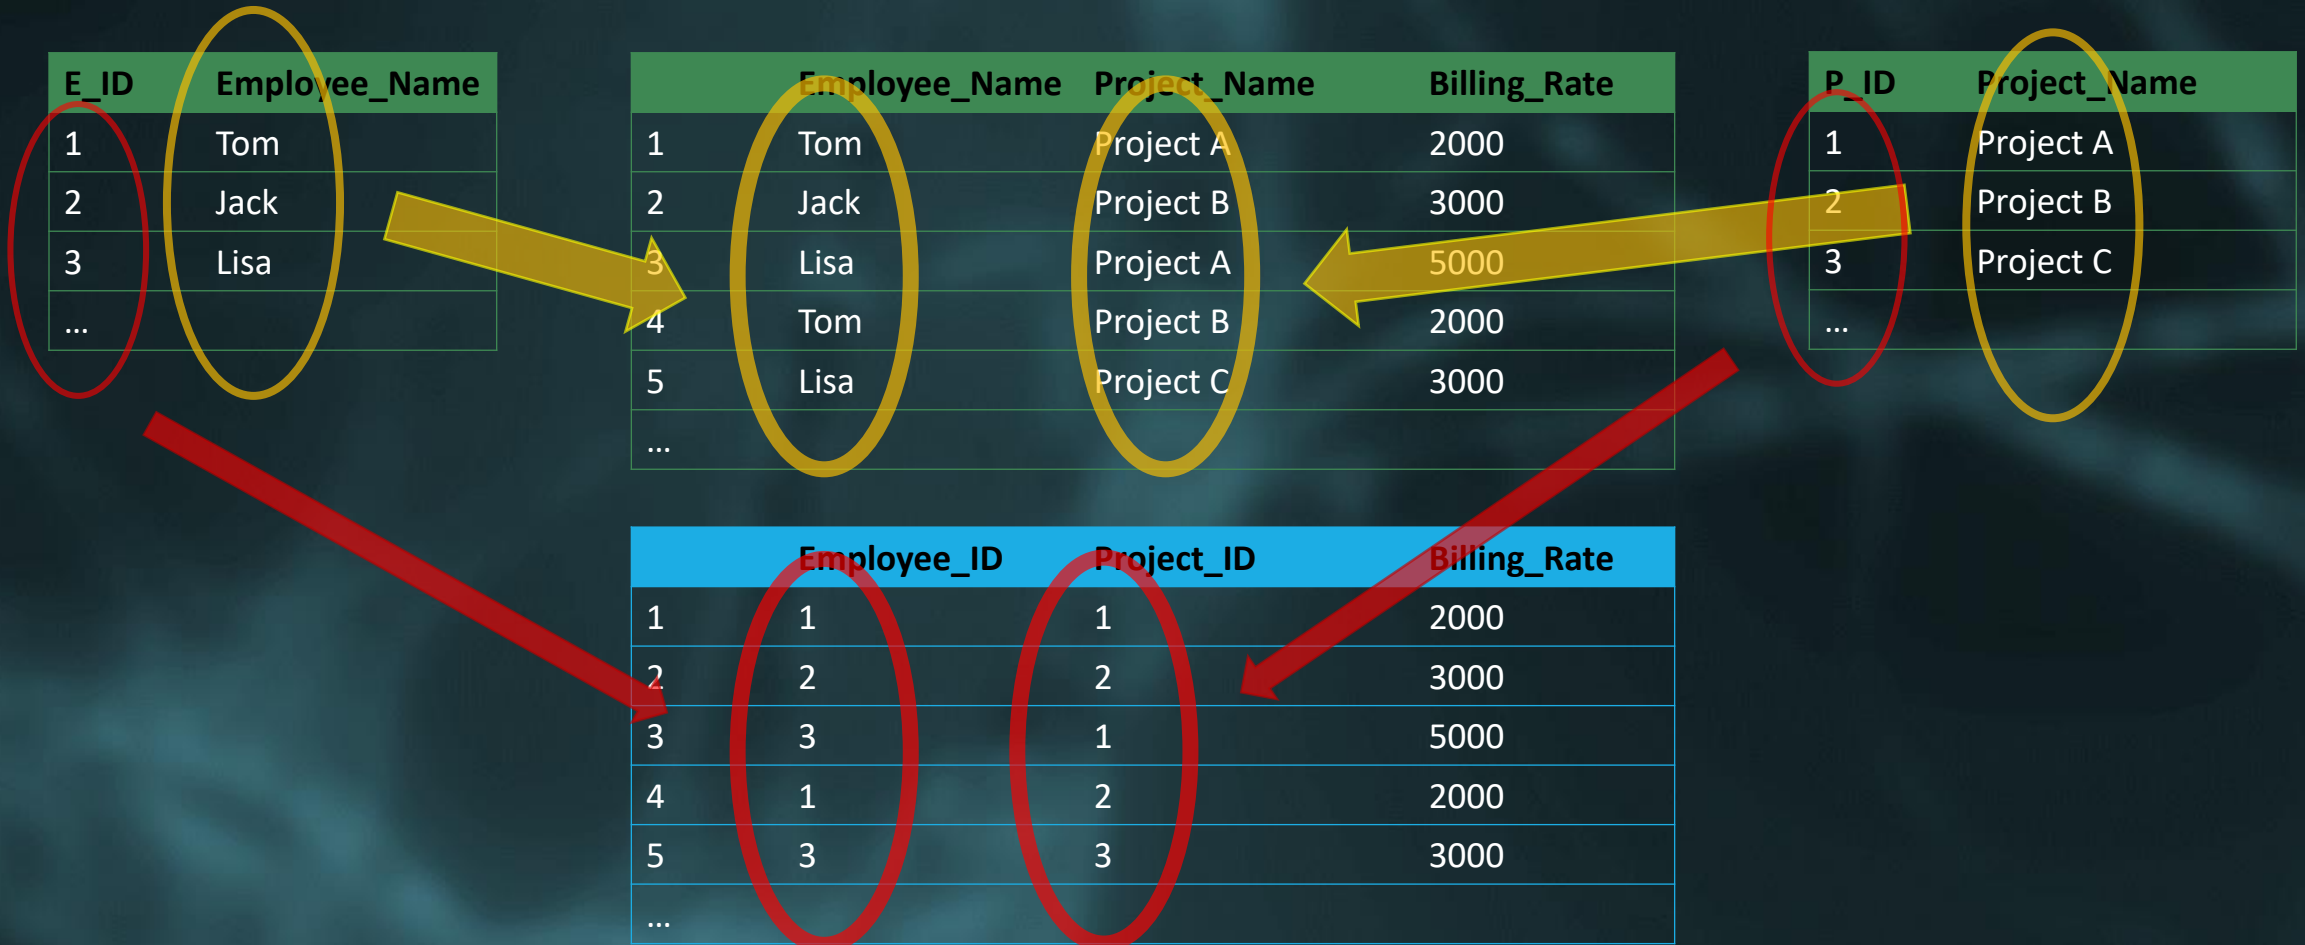 E_ID Employee_Name
1 Tom
2 Jack
3 Lisa
...
Employee_Name Project_Name Billing_Rate
1 Tom Project A 2000
2 Jack Project B 3000
3 Lisa Project A 5000
4 Tom Project B 2000
5 Lisa Project C 3000
...
P_ID Project_Name
1 Project A
2 Project B
3 Project C
...
Employee_ID Project_ID Billing_Rate
1 1 1 2000
2 2 2 3000
3 3 1 5000
4 1 2 2000
5 3 3 3000
...